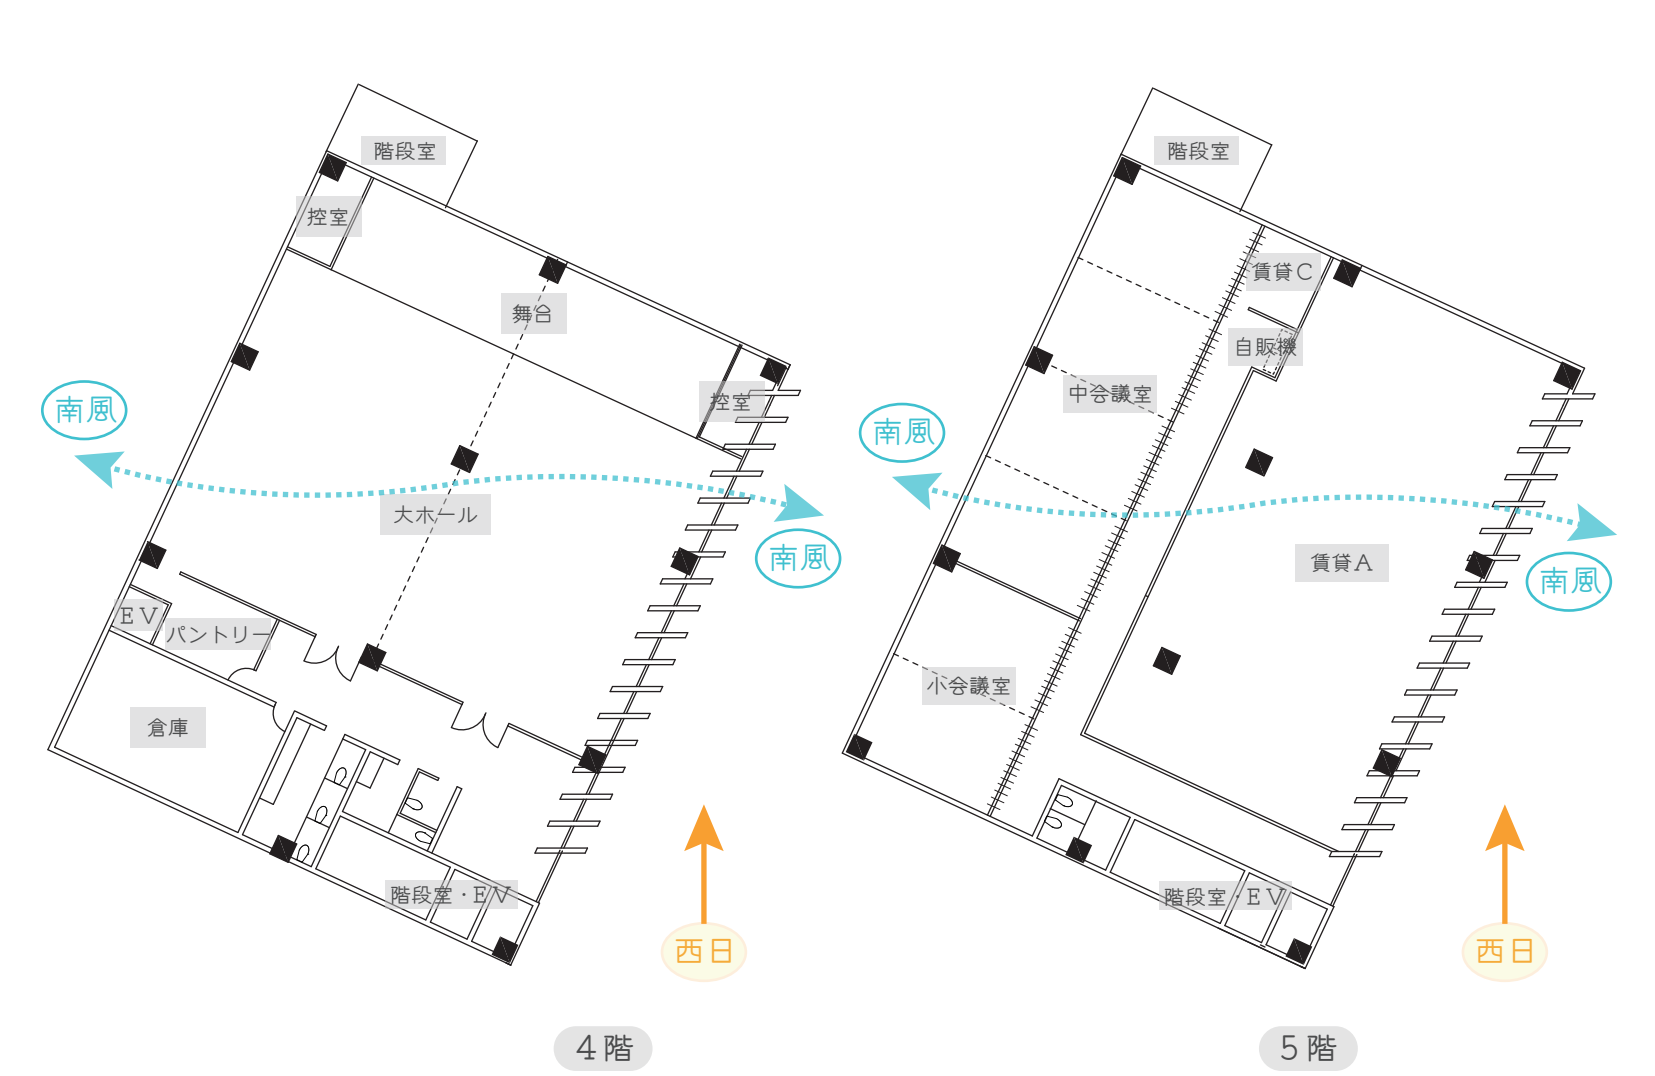 階段室
控室
舞台
控室
南風
大ホール
南風
ＥＶ
パントリー
倉庫
階段室・ＥＶ
西日
４階
階段室
賃貸Ｃ
自販機
中会議室
南風
賃貸Ａ
南風
小会議室
階段室・ＥＶ
西日
５階